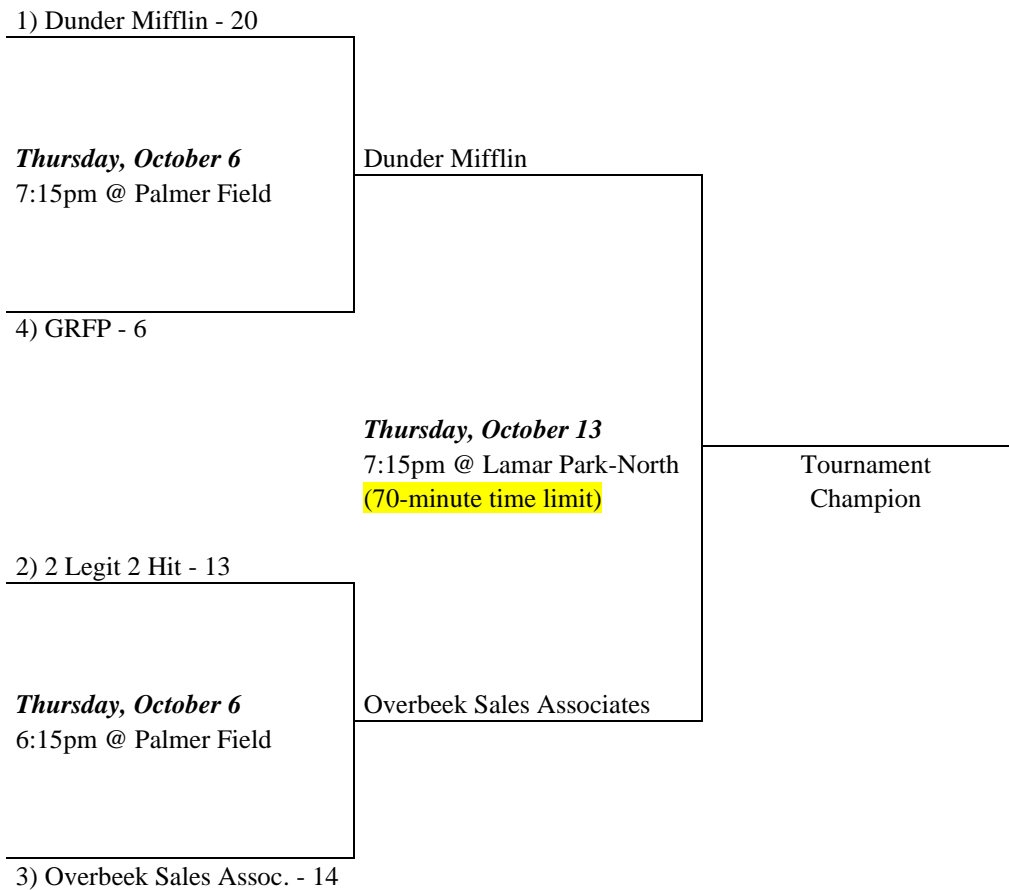 1) Dunder Mifflin - 20
Thursday, October 6
7:15pm @ Palmer Field
Dunder Mifflin
4) GRFP - 6
Thursday, October 13
7:15pm @ Lamar Park-North
(70-minute time limit)
Tournament
Champion
2) 2 Legit 2 Hit - 13
Thursday, October 6
6:15pm @ Palmer Field
Overbeek Sales Associates
3) Overbeek Sales Assoc. - 14